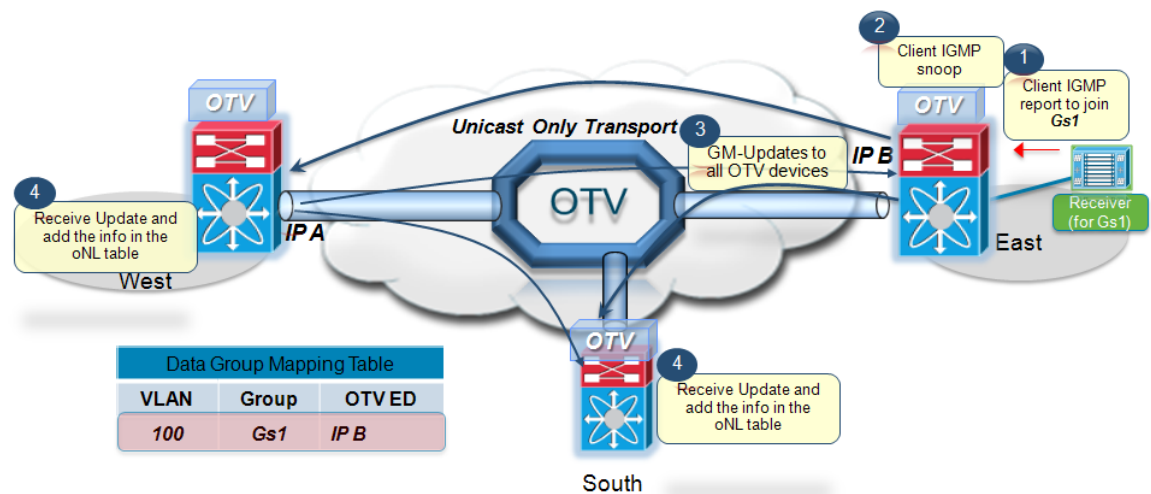 2
Client IGMP
snoop
1
Client IGMP
report to join
Gs1
OTV
OTV
Unicast Only Transport
3
GM-Updates to
all OTV devices
IP B
4
Receive Update and
add the info in the
oNL table
OTV
IP A
Receiver
(for Gs1)
East
West
OTV
4
Receive Update and
add the info in the
oNL table
Data Group Mapping Table
VLAN Group OTV ED
100 Gs1 IP B
South